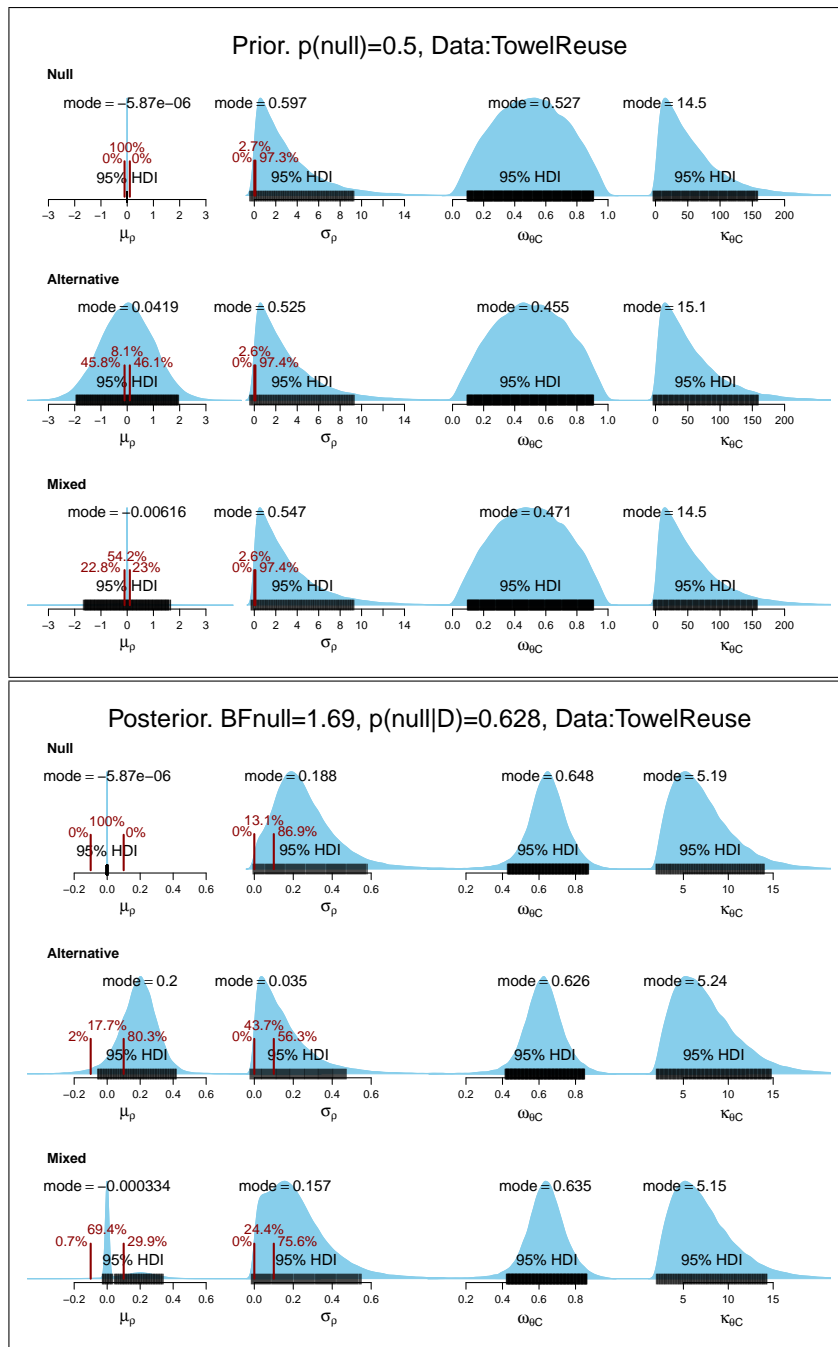 Prior. p(null)=0.5, Data:TowelReuse
Null
mode = −5.87e−06 mode = 0.597 mode = 0.527 mode = 14.5
100% 2.7%
0% 0% 0% 97.3%
95% HDI 95% HDI 95% HDI 95% HDI
−3 −2 −1 0 1 2 3 0 2 4 6 8 10 14 0.0 0.2 0.4 0.6 0.8 1.0 0 50 100 150 200
μρ σρ ωθC κθC
Alternative
mode = 0.0419 mode = 0.525 mode = 0.455 mode = 15.1
8.1% 2.6%
45.8% 46.1% 0% 97.4%
95% HDI 95% HDI 95% HDI 95% HDI
−3 −2 −1 0 1 2 3 0 2 4 6 8 10 14 0.0 0.2 0.4 0.6 0.8 1.0 0 50 100 150 200
μρ σρ ωθC κθC
Mixed
mode = −0.00616 mode = 0.547 mode = 0.471 mode = 14.5
54.2% 2.6%
22.8% 23% 0% 97.4%
95% HDI 95% HDI 95% HDI 95% HDI
−3 −2 −1 0 1 2 3 0 2 4 6 8 10 14 0.0 0.2 0.4 0.6 0.8 1.0 0 50 100 150 200
μρ σρ ωθC κθC
Posterior. BFnull=1.69, p(null|D)=0.628, Data:TowelReuse
Null
mode = −5.87e−06 mode = 0.188 mode = 0.648 mode = 5.19
100% 13.1%
0% 0% 0% 86.9%
95% HDI 95% HDI 95% HDI 95% HDI
−0.2 0.0 0.2 0.4 0.6 0.0 0.2 0.4 0.6 0.2 0.4 0.6 0.8 5 10 15
μρ σρ ωθC κθC
Alternative
mode = 0.2 mode = 0.035 mode = 0.626 mode = 5.24
17.7% 43.7%
2% 80.3% 0% 56.3%
95% HDI 95% HDI 95% HDI 95% HDI
−0.2 0.0 0.2 0.4 0.6 0.0 0.2 0.4 0.6 0.2 0.4 0.6 0.8 5 10 15
μρ σρ ωθC κθC
Mixed
mode = −0.000334 mode = 0.157 mode = 0.635 mode = 5.15
69.4% 24.4%
0.7% 29.9% 0% 75.6%
95% HDI 95% HDI 95% HDI 95% HDI
−0.2 0.0 0.2 0.4 0.6 0.0 0.2 0.4 0.6 0.2 0.4 0.6 0.8 5 10 15
μρ σρ ωθC κθC